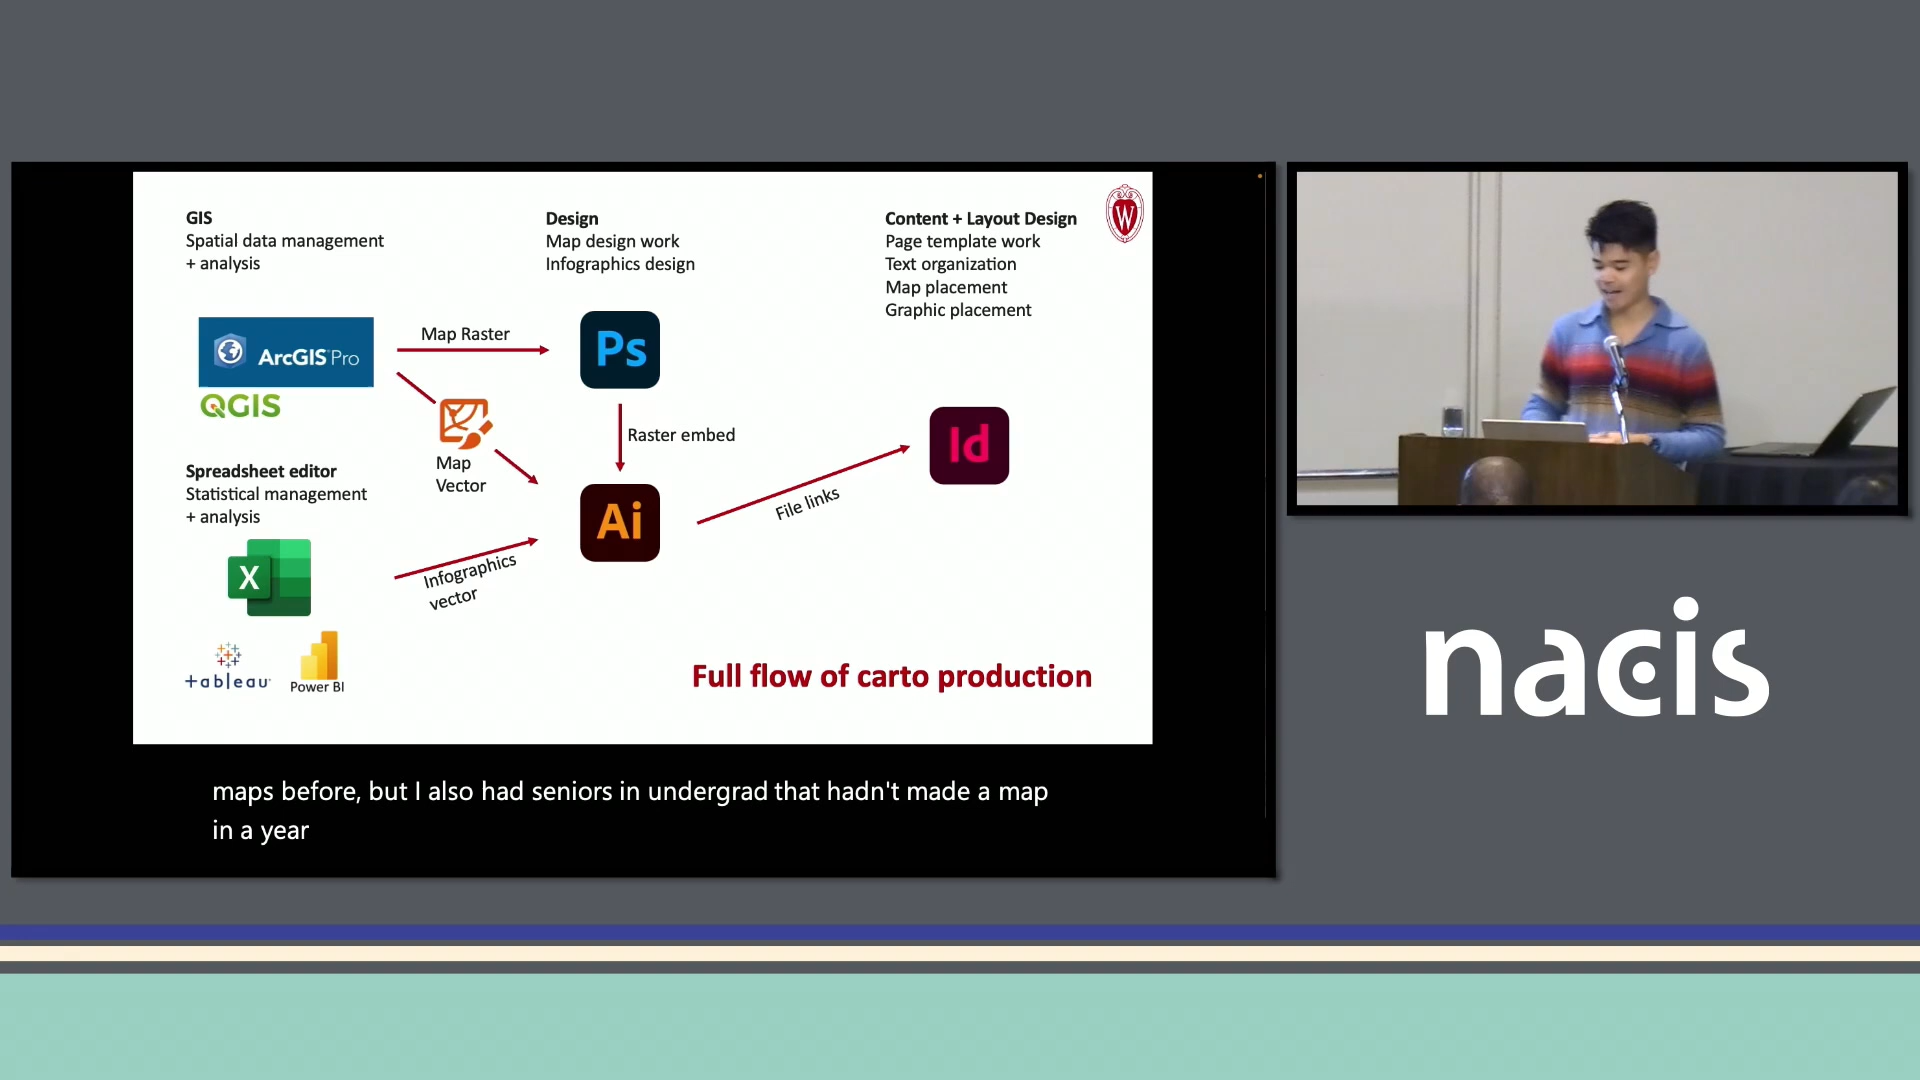 GIS
Spatial data management
+ analysis
ArcGIS Pro
QGIS
Spreadsheet editor
Statistical management
+ analysis
X
+ableau
Power BI
Map Raster
Map
Vector
Infographics
vector
Design
Map design work
Infographics design
Ps
Raster embed
Ai
File links
Content + Layout Design
Page template work
Text organization
Map placement
Graphic placement
Id
W
Full flow of carto production
maps before, but I also had seniors in undergrad that hadn't made a map
in a year
nacis